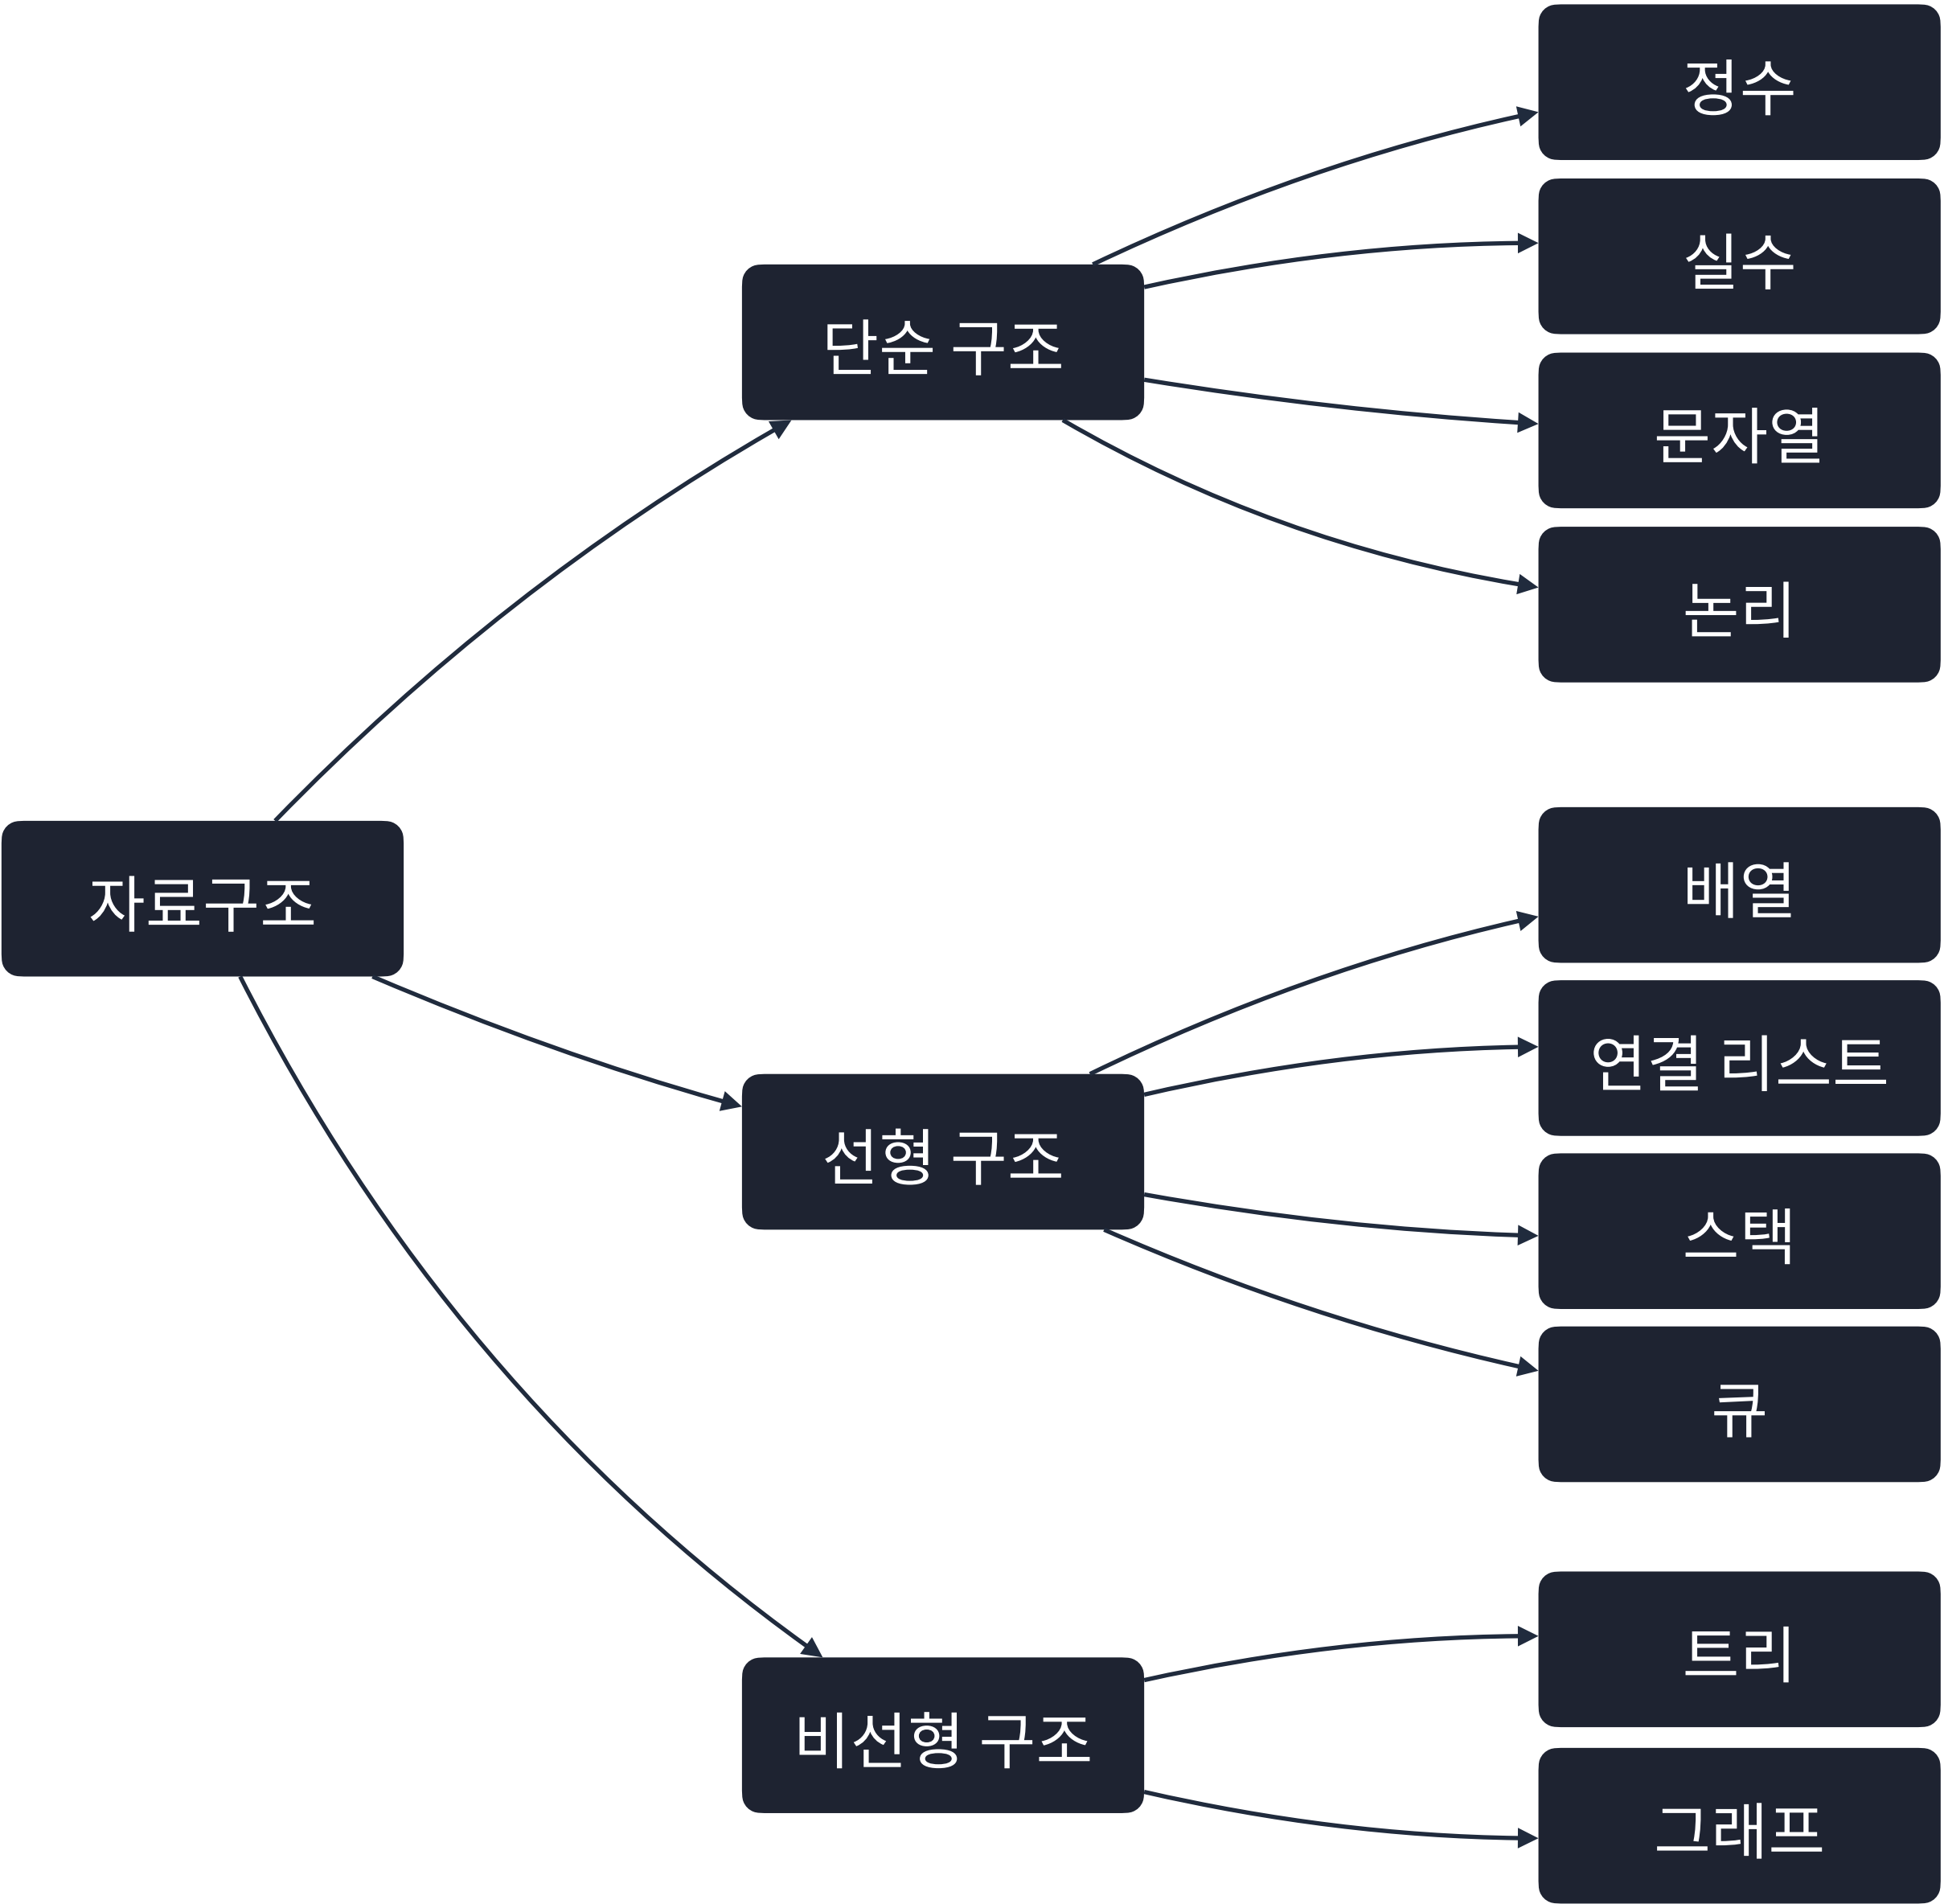 자료구조
단순 구조
정수
실수
문자열
논리
선형 구조
배열
연결 리스트
스택
큐
비선형 구조
트리
그래프